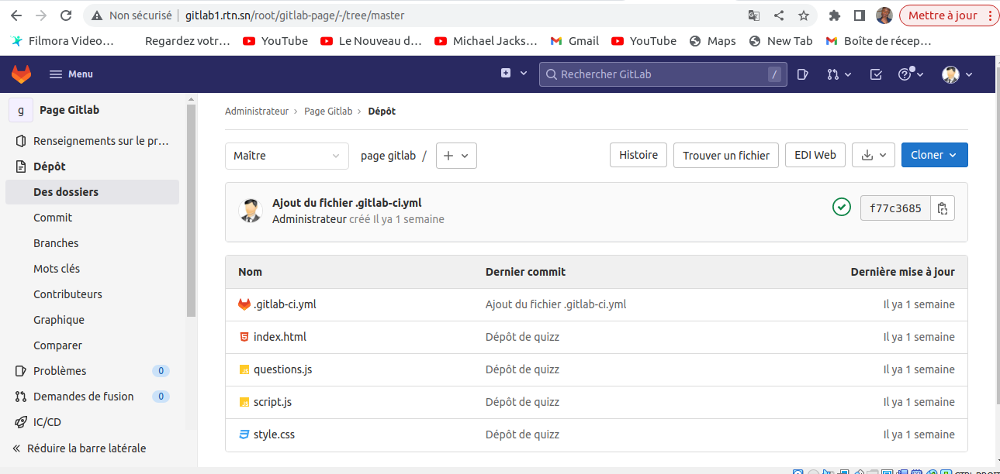 Non sécurisé gitlab1.rtn.sn/root/gitlab-page/-/tree/master Mettre à jour
Filmora Video... Regardez votr... YouTube Le Nouveau d... Michael Jacks... Gmail YouTube Maps New Tab Boîte de récep...
Menu Rechercher GitLab /
g Page Gitlab
Renseignements sur le pr...
Dépôt
Des dossiers
Commit
Branches
Mots clés
Contributeurs
Graphique
Comparer
Problèmes 0
Demandes de fusion 0
IC/CD
Réduire la barre latérale
Administrateur > Page Gitlab > Dépôt
Maître page gitlab / + Histoire Trouver un fichier EDI Web Cloner
Ajout du fichier .gitlab-ci.yml
Administrateur créé Il ya 1 semaine
f77c3685
Nom Dernier commit Dernière mise à jour
.gitlab-ci.yml Ajout du fichier .gitlab-ci.yml Il ya 1 semaine
index.html Dépôt de quizz Il ya 1 semaine
questions.js Dépôt de quizz Il ya 1 semaine
script.js Dépôt de quizz Il ya 1 semaine
style.css Dépôt de quizz Il ya 1 semaine